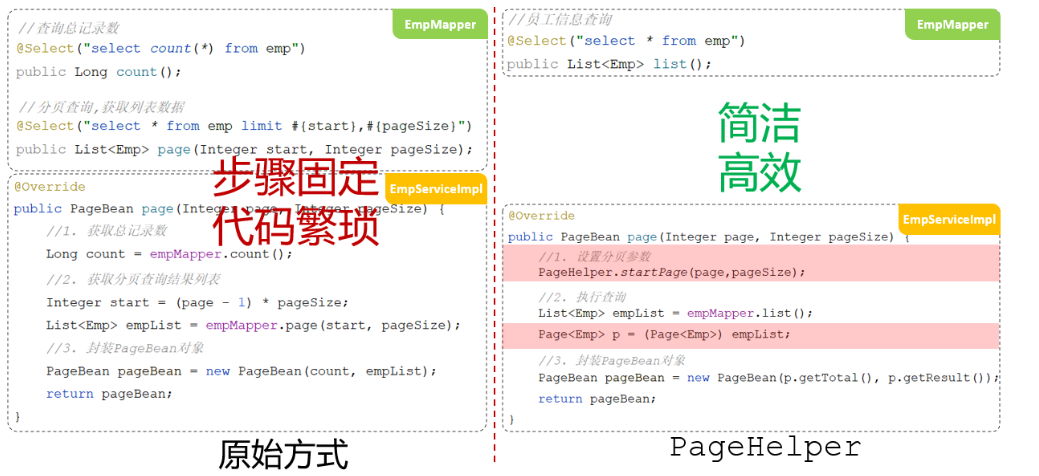 EmpMapper
//查询总记录数
@Select("select count(*) from emp")
public Long count();
//分页查询,获取列表数据
@Select("select * from emp limit #{start},#{pageSize}")
public List<Emp> page(Integer start, Integer pageSize);
步骤固定
代码繁琐
EmpServiceImpl
@Override
public PageBean page(Integer page, Integer pageSize) {
//1. 获取总记录数
Long count = empMapper.count();
//2. 获取分页查询结果列表
Integer start = (page - 1) * pageSize;
List<Emp> empList = empMapper.page(start, pageSize);
//3. 封装PageBean对象
PageBean pageBean = new PageBean(count, empList);
return pageBean;
}
原始方式
EmpMapper
//员工信息查询
@Select("select * from emp")
public List<Emp> list();
简洁
高效
EmpServiceImpl
@Override
public PageBean page(Integer page, Integer pageSize) {
//1. 设置分页参数
PageHelper.startPage(page,pageSize);
//2. 执行查询
List<Emp> empList = empMapper.list();
Page<Emp> p = (Page<Emp>) empList;
//3. 封装PageBean对象
PageBean pageBean = new PageBean(p.getTotal(), p.getResult());
return pageBean;
}
PageHelper